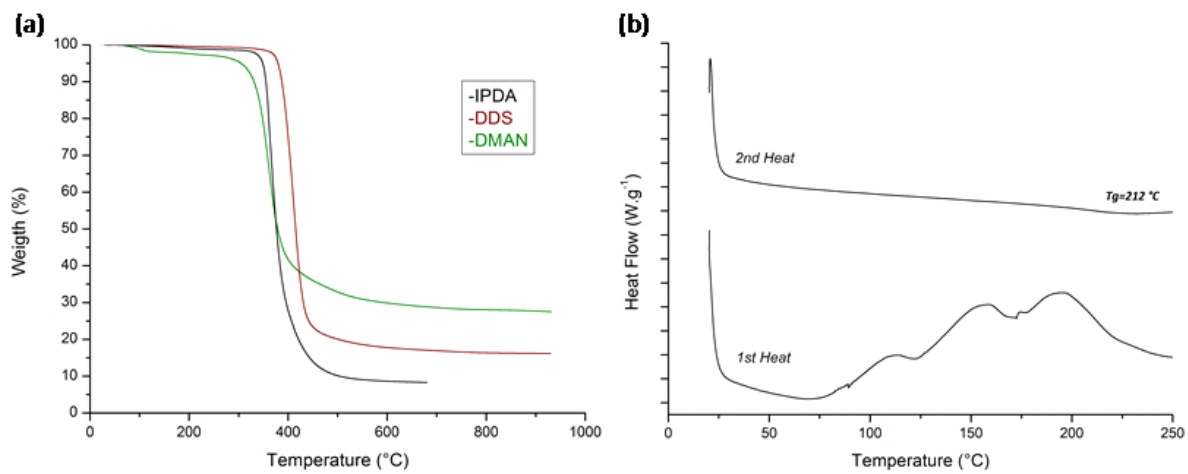 (a)
100
90
80
70
60
50
40
30
20
10
0
Weigth (%)
-IPDA
-DDS
-DMAN
0 200 400 600 800 1000
Temperature (°C)
(b)
Heat Flow (W.g⁻¹)
2nd Heat
Tg=212 °C
1st Heat
0 50 100 150 200 250
Temperature (°C)